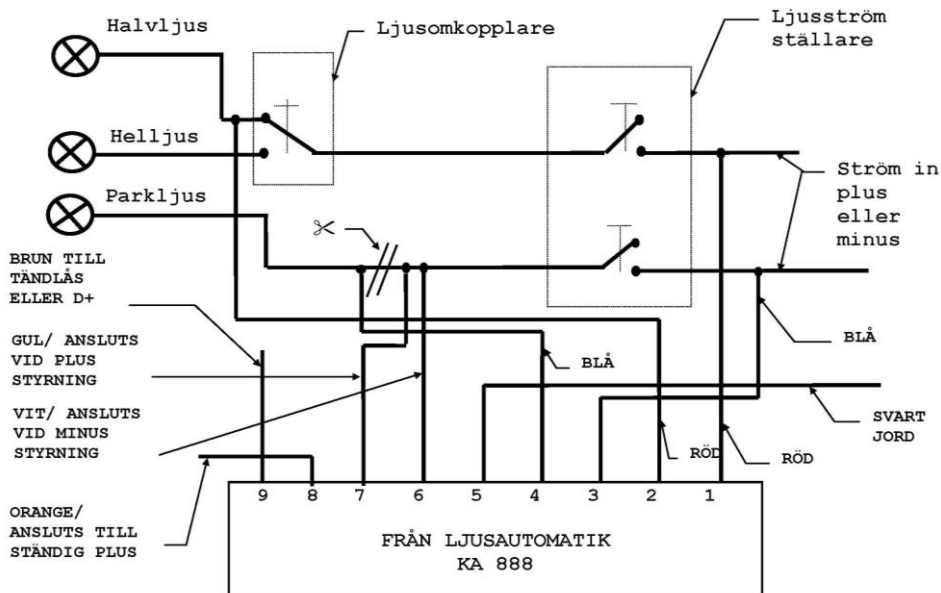 Halvljus
Ljusomkopplare
Ljusström
ställare
Helljus
Parkljus
Ström in
plus
eller
minus
BRUN TILL
TÄNDLÅS
ELLER D+
GUL/ ANSLUTS
VID PLUS
STYRNING
BLÅ
BLÅ
VIT/ ANSLUTS
VID MINUS
STYRNING
SVART
JORD
RÖD
RÖD
ORANGE/
ANSLUTS TILL
STÄNDIG PLUS
9 8 7 6 5 4 3 2 1
FRÅN LJUSAUTOMATIK
KA 888